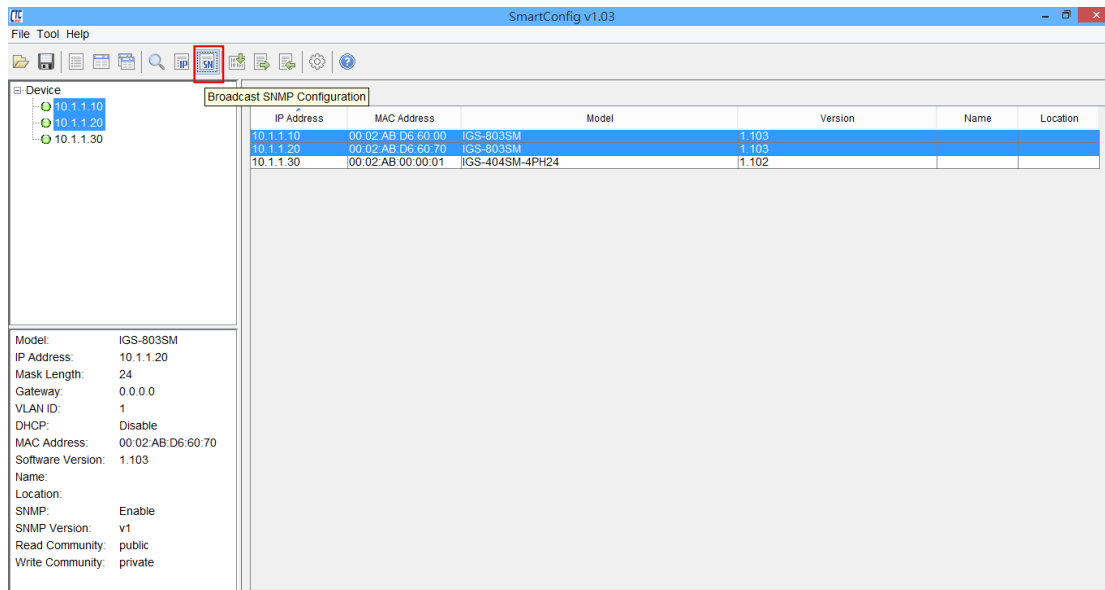 CTC
SmartConfig v1.03
File Tool Help
IP
SN
Device
10.1.1.10
10.1.1.20
10.1.1.30
Broadcast SNMP Configuration
IP Address MAC Address Model Version Name Location
10.1.1.10 00:02:AB:D6:60:00 IGS-803SM 1.103
10.1.1.20 00:02:AB:D6:60:70 IGS-803SM 1.103
10.1.1.30 00:02:AB:00:00:01 IGS-404SM-4PH24 1.102
Model: IGS-803SM
IP Address: 10.1.1.20
Mask Length: 24
Gateway: 0.0.0.0
VLAN ID: 1
DHCP: Disable
MAC Address: 00:02:AB:D6:60:70
Software Version: 1.103
Name:
Location:
SNMP: Enable
SNMP Version: v1
Read Community: public
Write Community: private